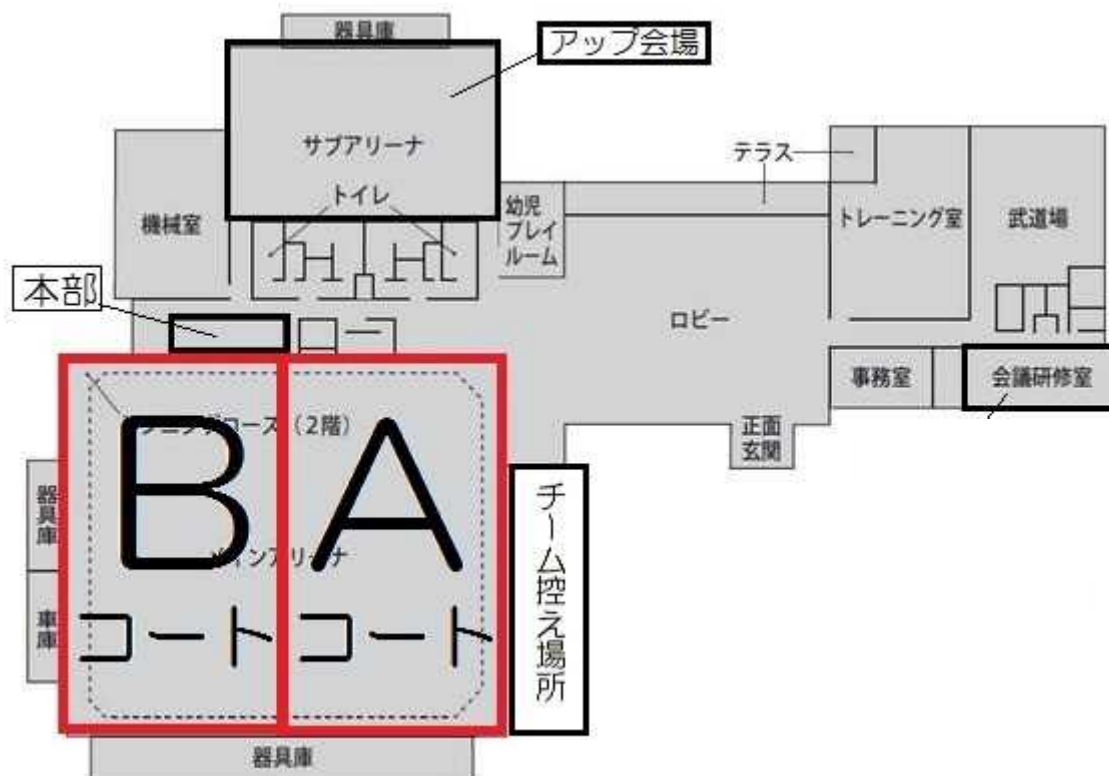 器具庫
アップ会場
サブアリーナ
テラス
トイレ
機械室
幼児
プレイ
ルーム
トレーニング室
武道場
本部
ロビー
事務室
会議研修室
ランニングコース(2階)
正面
玄関
B
A
チーム控え場所
器具庫
メインアリーナ
車庫
コート
コート
器具庫